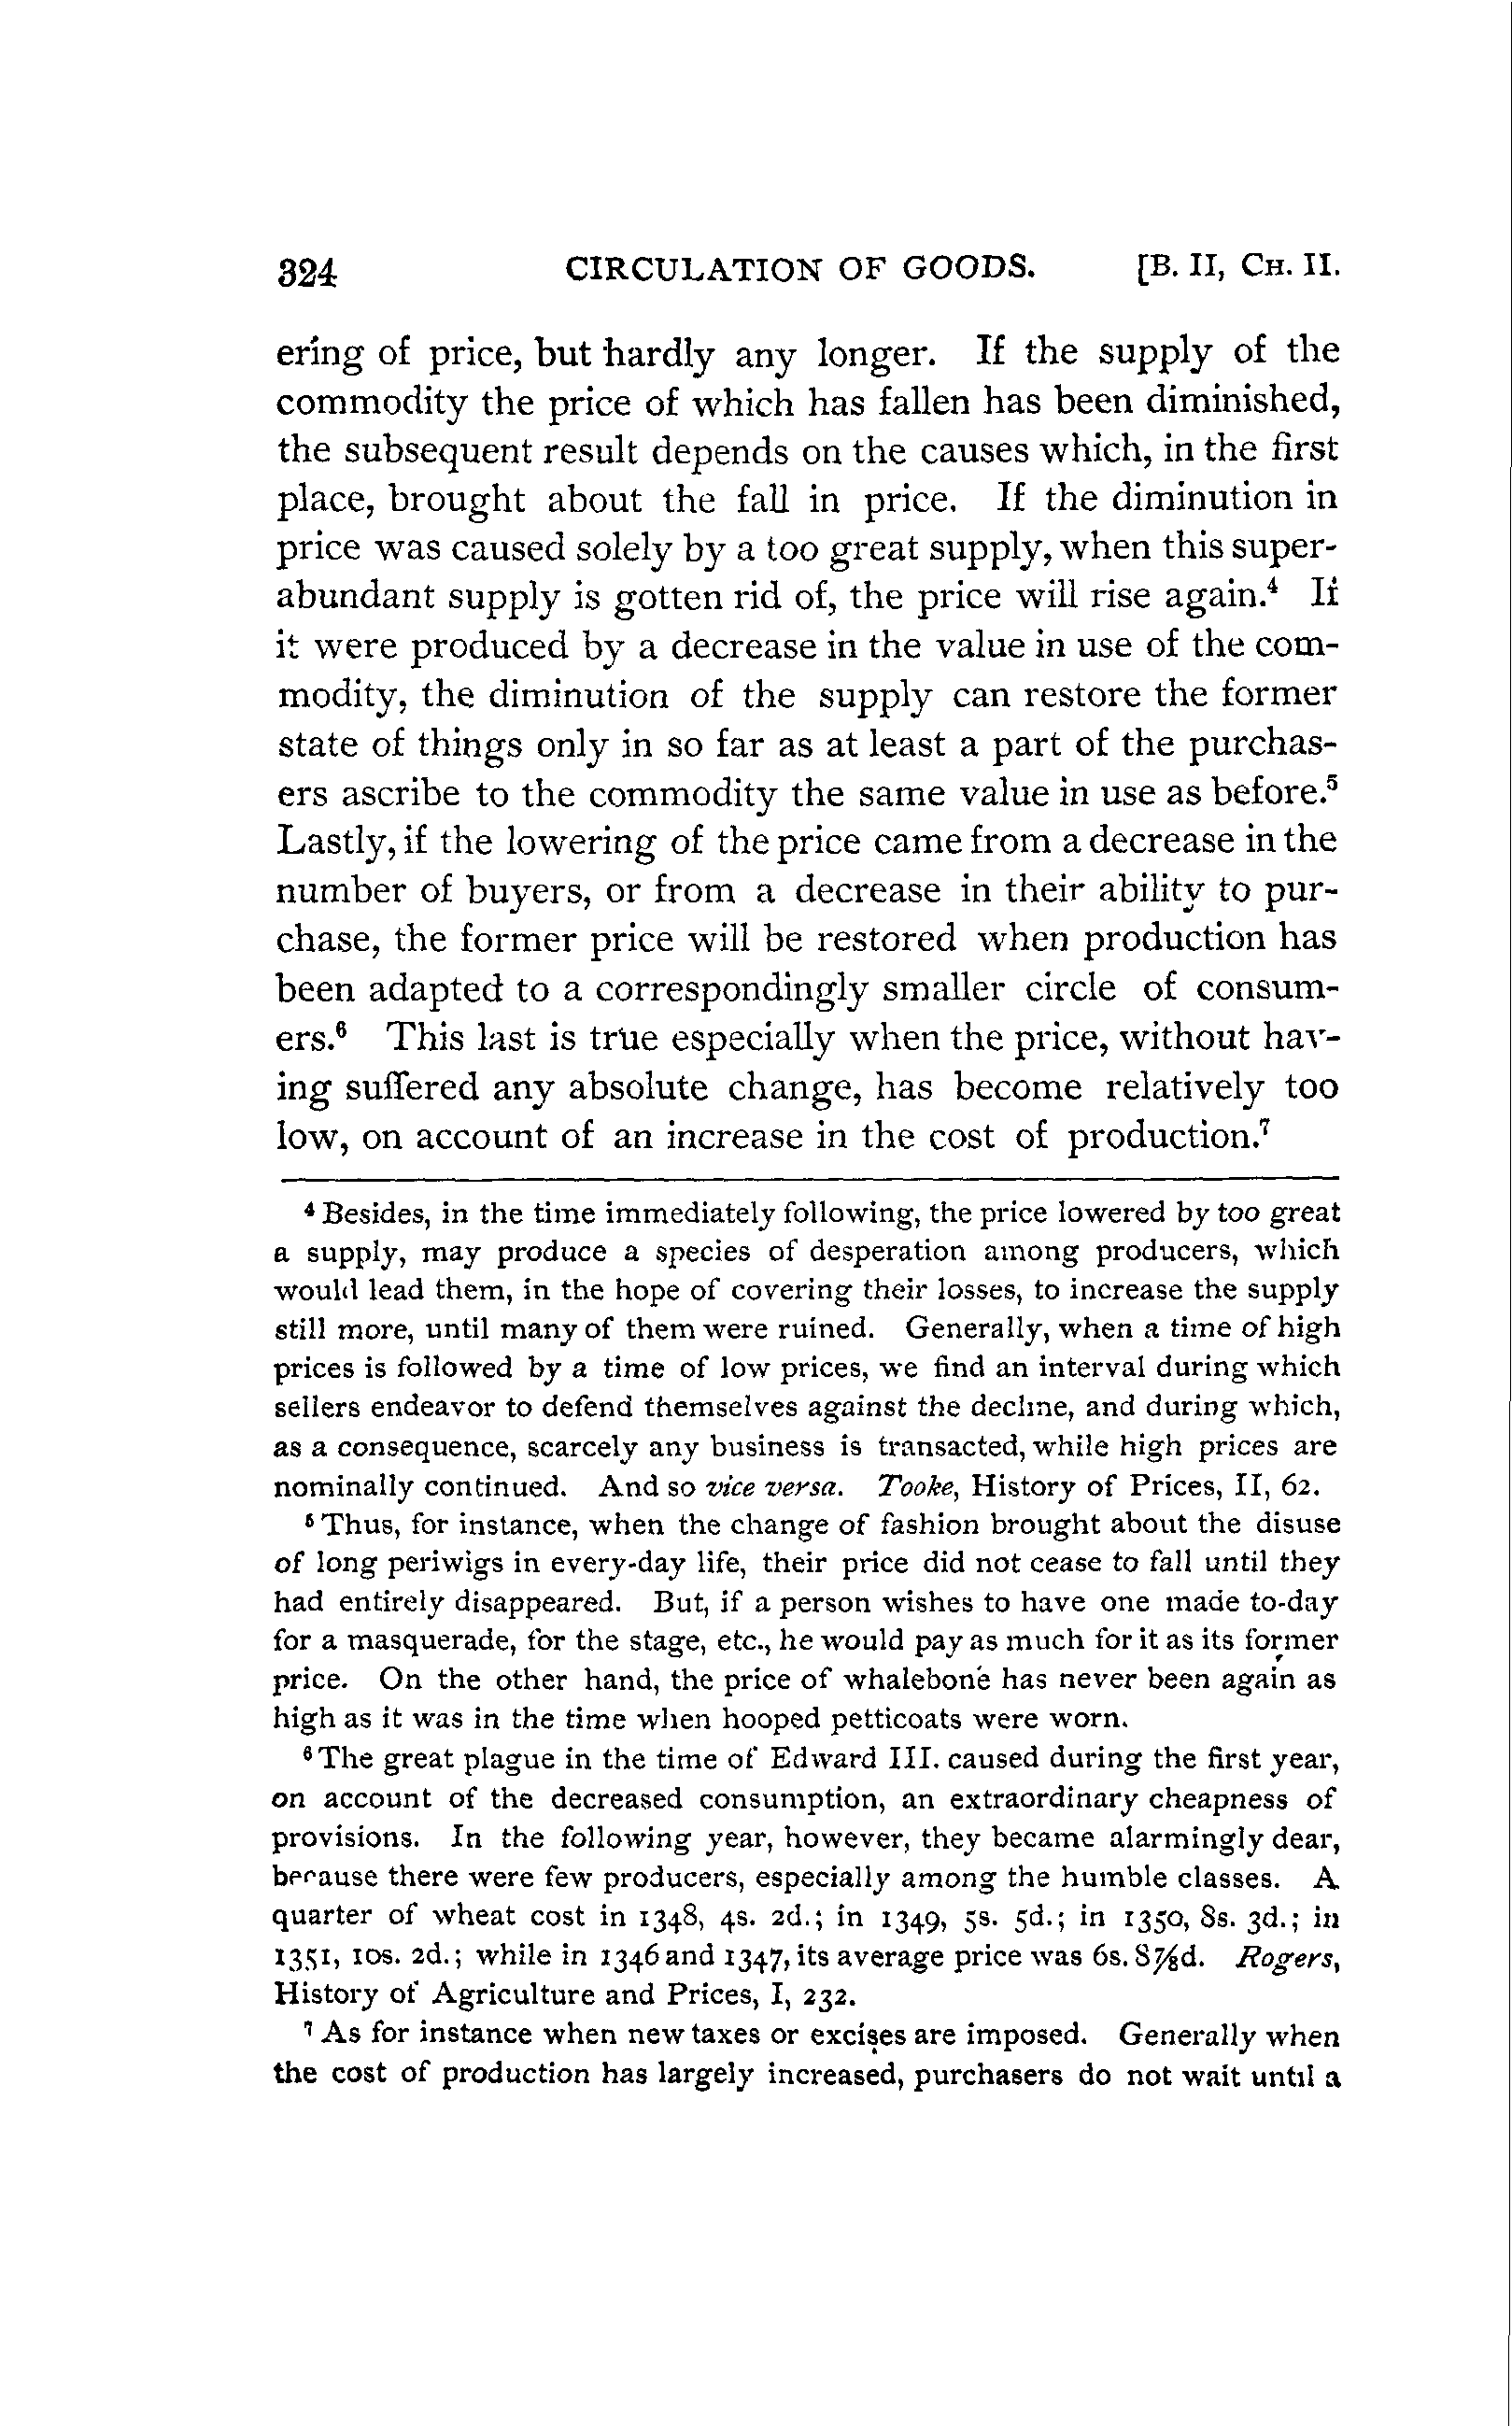 324 CIRCULATION OF GOODS. [B. II, CH. II.
ering of price, but hardly any longer. If the supply of the
commodity the price of which has fallen has been diminished,
the subsequent result depends on the causes which, in the first
place, brought about the fall in price. If the diminution in
price was caused solely by a too great supply, when this super-
abundant supply is gotten rid of, the price will rise again.⁴ If
it were produced by a decrease in the value in use of the com-
modity, the diminution of the supply can restore the former
state of things only in so far as at least a part of the purchas-
ers ascribe to the commodity the same value in use as before.⁵
Lastly, if the lowering of the price came from a decrease in the
number of buyers, or from a decrease in their ability to pur-
chase, the former price will be restored when production has
been adapted to a correspondingly smaller circle of consum-
ers.⁶ This last is true especially when the price, without hav-
ing suffered any absolute change, has become relatively too
low, on account of an increase in the cost of production.⁷
⁴ Besides, in the time immediately following, the price lowered by too great
a supply, may produce a species of desperation among producers, which
would lead them, in the hope of covering their losses, to increase the supply
still more, until many of them were ruined. Generally, when a time of high
prices is followed by a time of low prices, we find an interval during which
sellers endeavor to defend themselves against the decline, and during which,
as a consequence, scarcely any business is transacted, while high prices are
nominally continued. And so vice versa. Tooke, History of Prices, II, 62.
⁵ Thus, for instance, when the change of fashion brought about the disuse
of long periwigs in every-day life, their price did not cease to fall until they
had entirely disappeared. But, if a person wishes to have one made to-day
for a masquerade, for the stage, etc., he would pay as much for it as its former
price. On the other hand, the price of whalebone has never been again as
high as it was in the time when hooped petticoats were worn.
⁶ The great plague in the time of Edward III. caused during the first year,
on account of the decreased consumption, an extraordinary cheapness of
provisions. In the following year, however, they became alarmingly dear,
because there were few producers, especially among the humble classes. A
quarter of wheat cost in 1348, 4s. 2d.; in 1349, 5s. 5d.; in 1350, 8s. 3d.; in
1351, 10s. 2d.; while in 1346 and 1347, its average price was 6s. 8⅞d. Rogers,
History of Agriculture and Prices, I, 232.
⁷ As for instance when new taxes or excises are imposed. Generally when
the cost of production has largely increased, purchasers do not wait until a